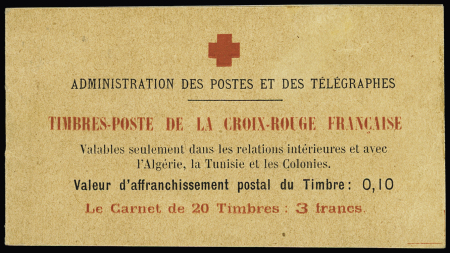 ADMINISTRATION DES POSTES ET DES TÉLÉGRAPHES
TIMBRES-POSTE DE LA CROIX-ROUGE FRANÇAISE
Valables seulement dans les relations intérieures et avec
l'Algérie, la Tunisie et les Colonies.
Valeur d'affranchissement postal du Timbre : 0,10
Le Carnet de 20 Timbres : 3 francs.